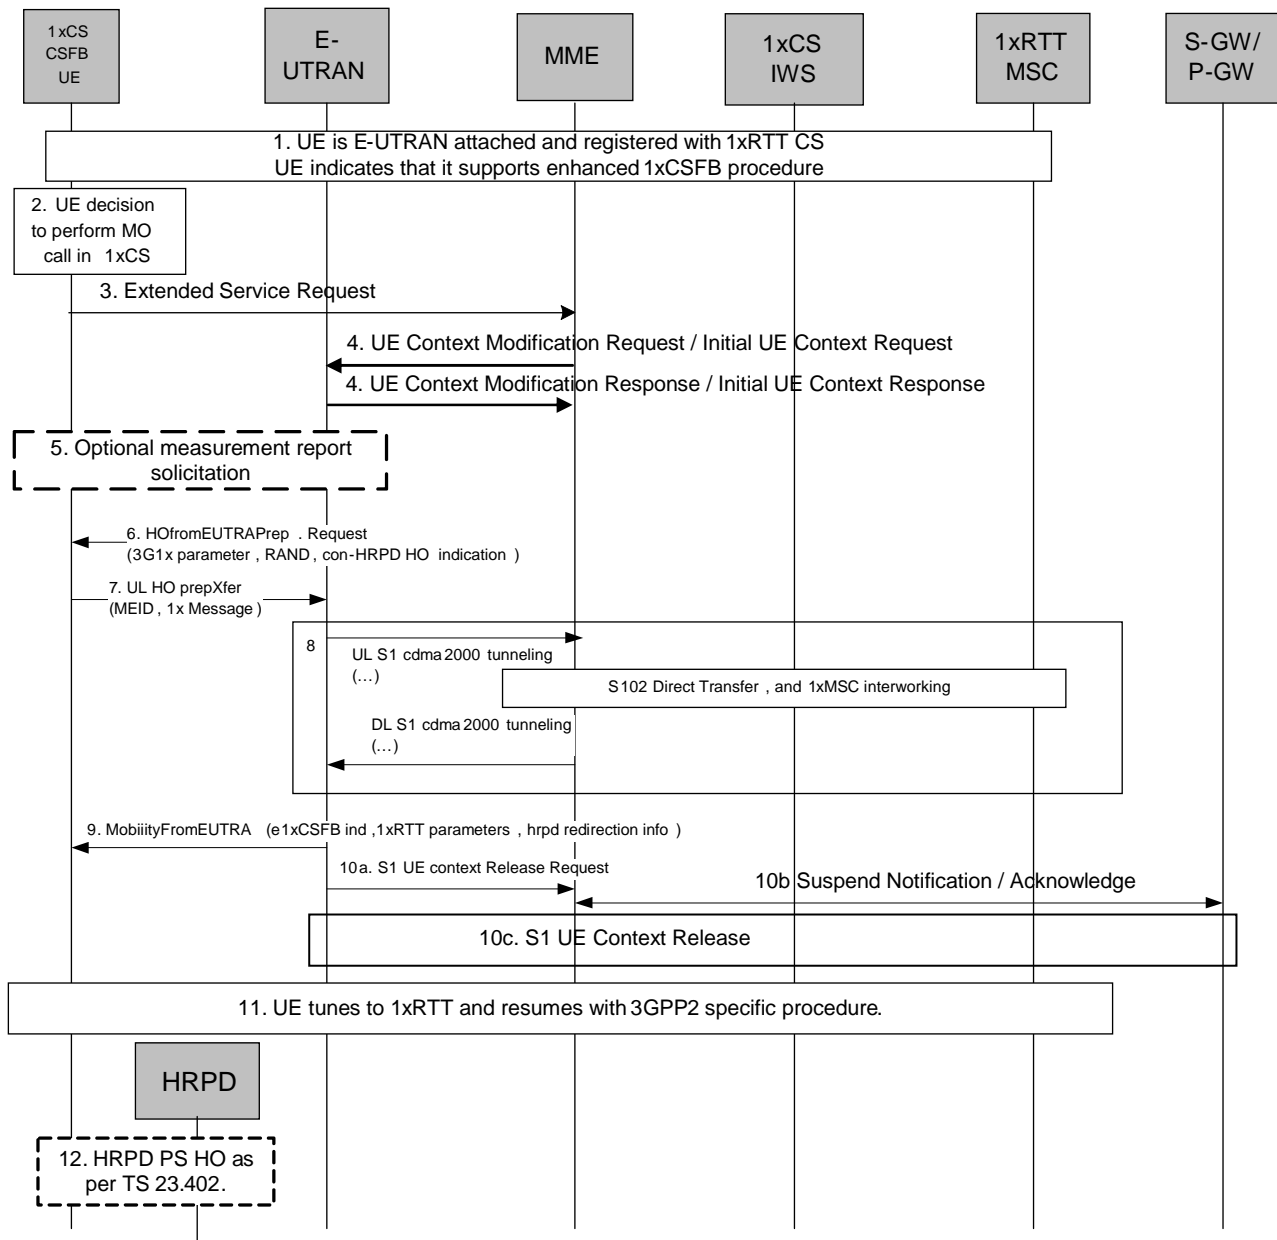 1xCS
CSFB
UE
E-
UTRAN
MME
1xCS
IWS
1xRTT
MSC
S-GW/
P-GW
1. UE is E-UTRAN attached and registered with 1xRTT CS
UE indicates that it supports enhanced 1xCSFB procedure
2. UE decision
to perform MO
call in 1xCS
3. Extended Service Request
4. UE Context Modification Request / Initial UE Context Request
4. UE Context Modification Response / Initial UE Context Response
5. Optional measurement report
solicitation
6. HOfromEUTRAPrep . Request
(3G1x parameter , RAND , con-HRPD HO indication )
7. UL HO prepXfer
(MEID , 1x Message )
8
UL S1 cdma2000 tunneling
(...)
S102 Direct Transfer , and 1xMSC interworking
DL S1 cdma2000 tunneling
(...)
9. MobiiityFromEUTRA (e1xCSFB ind ,1xRTT parameters , hrpd redirection info )
10a. S1 UE context Release Request
10b Suspend Notification / Acknowledge
10c. S1 UE Context Release
11. UE tunes to 1xRTT and resumes with 3GPP2 specific procedure.
HRPD
12. HRPD PS HO as
per TS 23.402.